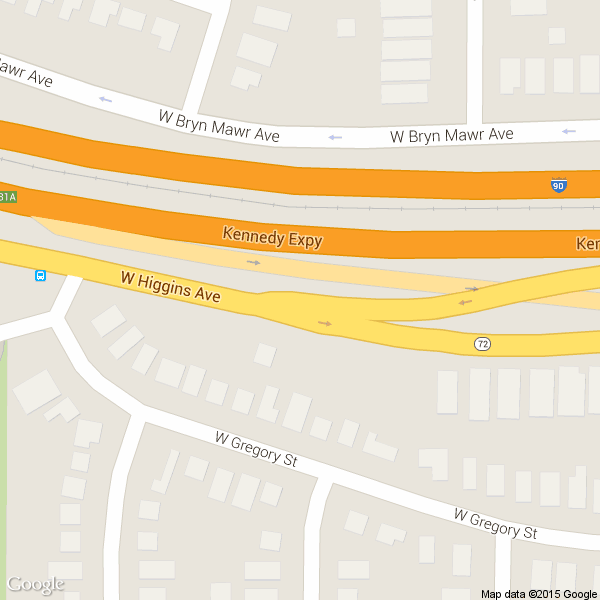 Mawr Ave
W Bryn Mawr Ave
W Bryn Mawr Ave
90
81A
Kennedy Expy
Ken
W Higgins Ave
72
W Gregory St
W Gregory St
Google
Map data ©2015 Google